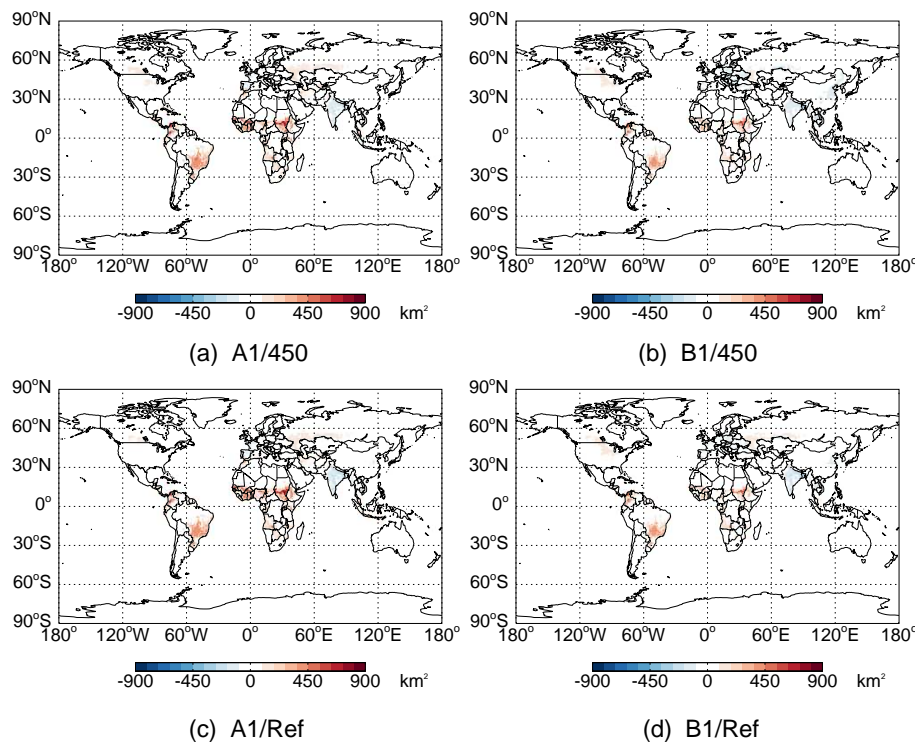 90°N 90°N
60°N 60°N
30°N 30°N
0° 0°
30°S 30°S
60°S 60°S
90°S 90°S
180° 120°W 60°W 0° 60°E 120°E 180° 180° 120°W 60°W 0° 60°E 120°E 180°
-900 -450 0 450 900 km² -900 -450 0 450 900 km²
(a) A1/450 (b) B1/450
90°N 90°N
60°N 60°N
30°N 30°N
0° 0°
30°S 30°S
60°S 60°S
90°S 90°S
180° 120°W 60°W 0° 60°E 120°E 180° 180° 120°W 60°W 0° 60°E 120°E 180°
-900 -450 0 450 900 km² -900 -450 0 450 900 km²
(c) A1/Ref (d) B1/Ref